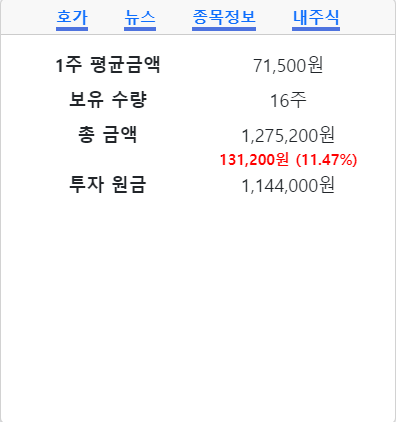 호가 뉴스 종목정보 내주식
1주 평균금액 71,500원
보유 수량 16주
총 금액 1,275,200원
131,200원 (11.47%)
투자 원금 1,144,000원